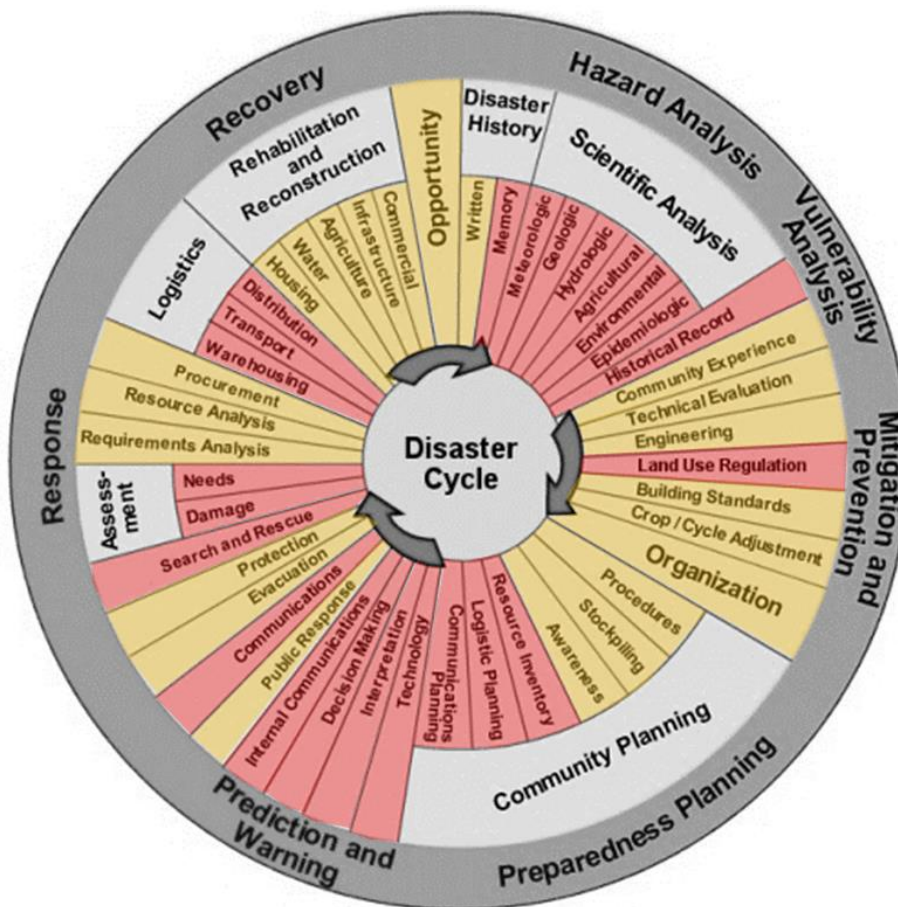 Disaster
Cycle
Hazard Analysis
Disaster
History
Written
Memory
Scientific Analysis
Meteorologic
Geologic
Hydrologic
Agricultural
Environmental
Epidemiologic
Vulnerability
Analysis
Historical Record
Community Experience
Technical Evaluation
Mitigation and
Prevention
Engineering
Land Use Regulation
Building Standards
Crop / Cycle Adjustment
Organization
Preparedness Planning
Community Planning
Procedures
Stockpiling
Awareness
Resource Inventory
Logistic Planning
Communications
Planning
Prediction and
Warning
Technology
Interpretation
Decision Making
Internal Communications
Public Response
Communications
Response
Evacuation
Protection
Search and Rescue
Assess-
ment
Damage
Needs
Requirements Analysis
Resource Analysis
Procurement
Logistics
Warehousing
Transport
Distribution
Recovery
Rehabilitation
and
Reconstruction
Housing
Water
Agriculture
Infrastructure
Commercial
Opportunity